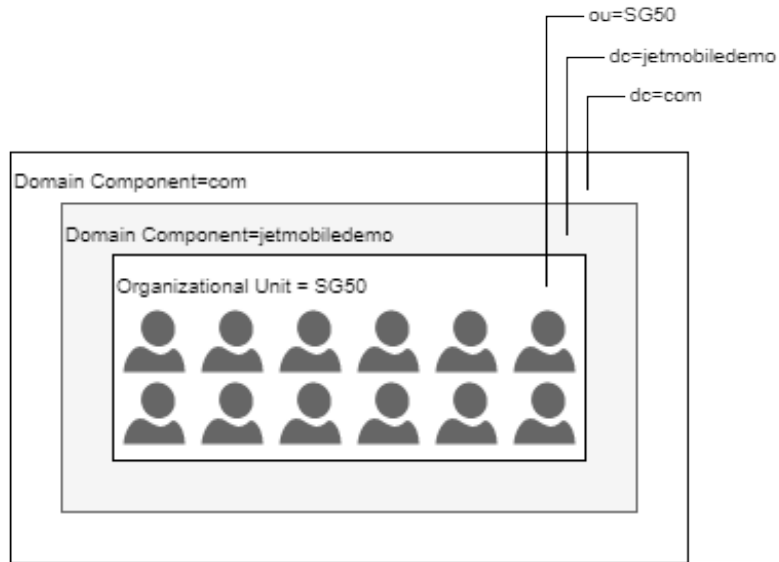 ou=SG50
dc=jetmobiledemo
dc=com
Domain Component=com
Domain Component=jetmobiledemo
Organizational Unit = SG50